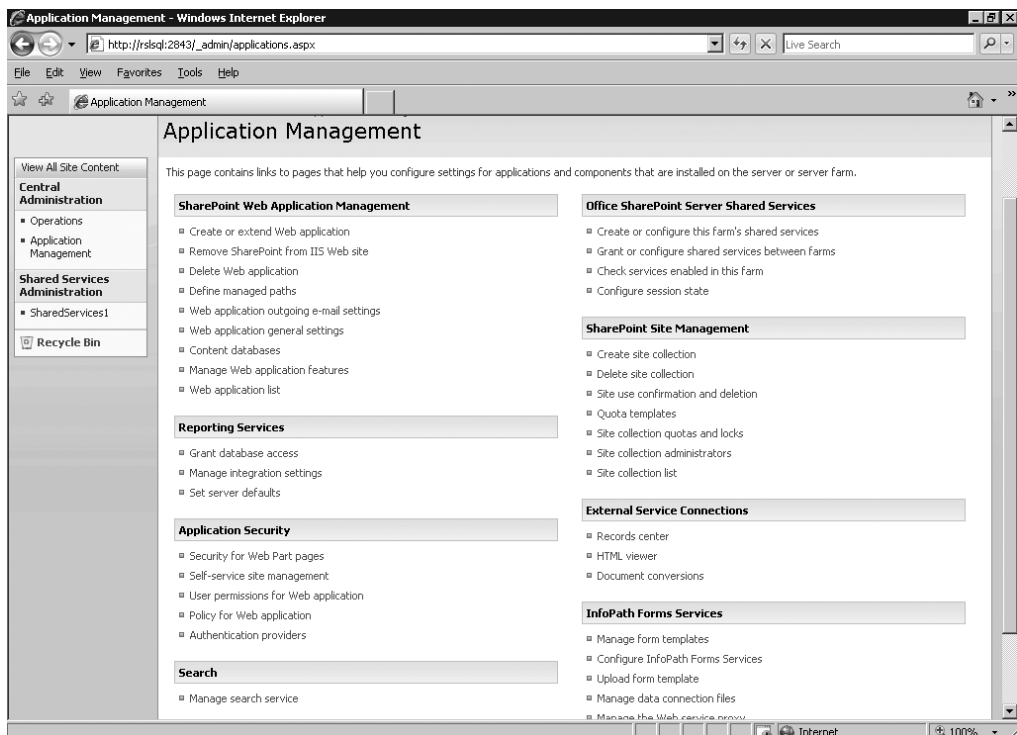 Application Management - Windows Internet Explorer
http://rslsql:2843/_admin/applications.aspx
Live Search
File Edit View Favorites Tools Help
Application Management
Application Management
View All Site Content
Central
Administration
Operations
Application
Management
Shared Services
Administration
SharedServices1
Recycle Bin
This page contains links to pages that help you configure settings for applications and components that are installed on the server or server farm.
SharePoint Web Application Management
Create or extend Web application
Remove SharePoint from IIS Web site
Delete Web application
Define managed paths
Web application outgoing e-mail settings
Web application general settings
Content databases
Manage Web application features
Web application list
Reporting Services
Grant database access
Manage integration settings
Set server defaults
Application Security
Security for Web Part pages
Self-service site management
User permissions for Web application
Policy for Web application
Authentication providers
Search
Manage search service
Office SharePoint Server Shared Services
Create or configure this farm's shared services
Grant or configure shared services between farms
Check services enabled in this farm
Configure session state
SharePoint Site Management
Create site collection
Delete site collection
Site use confirmation and deletion
Quota templates
Site collection quotas and locks
Site collection administrators
Site collection list
External Service Connections
Records center
HTML viewer
Document conversions
InfoPath Forms Services
Manage form templates
Configure InfoPath Forms Services
Upload form template
Manage data connection files
Manage the Web service proxy
Internet
100%